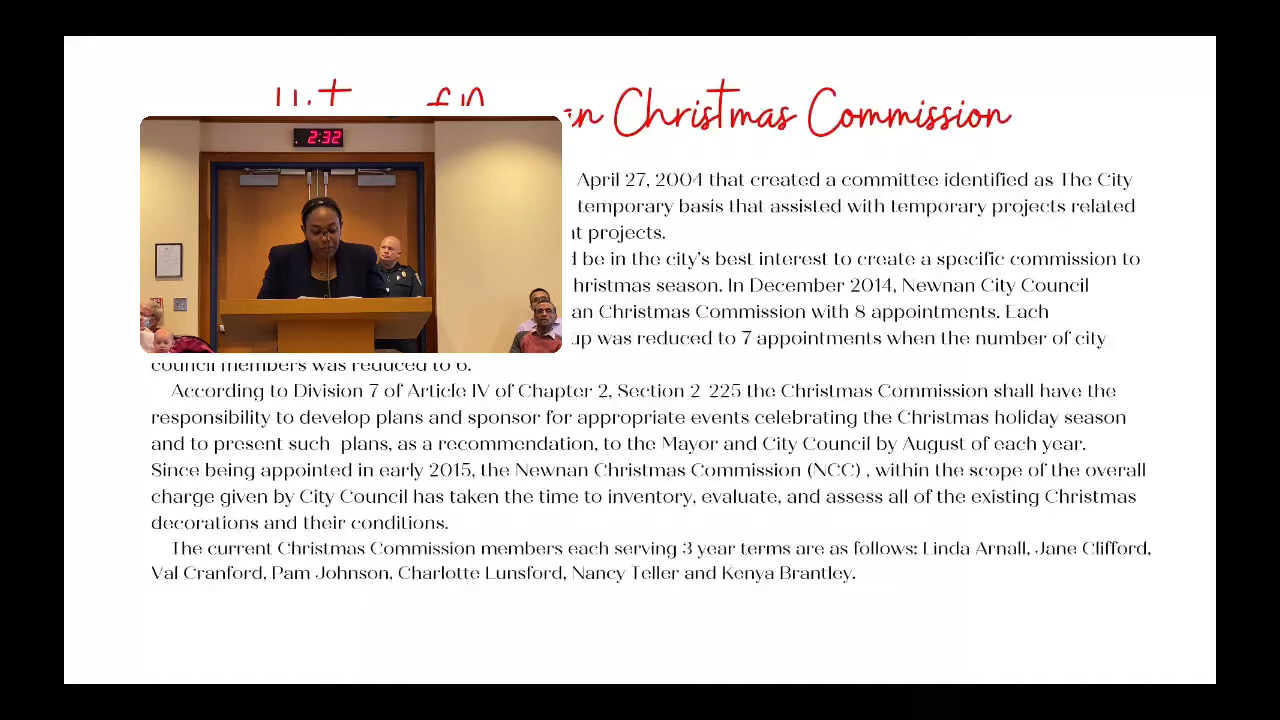 Christmas Commission
2:32
April 27, 2004 that created a committee identified as The City
temporary basis that assisted with temporary projects related
projects.
be in the city's best interest to create a specific commission to
season. In December 2014, Newnan City Council
Christmas Commission with 8 appointments. Each
was reduced to 7 appointments when the number of city
council members was reduced to 6.
According to Division 7 of Article IV of Chapter 2, Section 2-225 the Christmas Commission shall have the
responsibility to develop plans and sponsor for appropriate events celebrating the Christmas holiday season
and to present such plans, as a recommendation, to the Mayor and City Council by August of each year.
Since being appointed in early 2015, the Newnan Christmas Commission (NCC) , within the scope of the overall
charge given by City Council has taken the time to inventory, evaluate, and assess all of the existing Christmas
decorations and their conditions.
The current Christmas Commission members each serving 3 year terms are as follows: Linda Arnall, Jane Clifford,
Val Cranford, Pam Johnson, Charlotte Lunsford, Nancy Teller and Kenya Brantley.